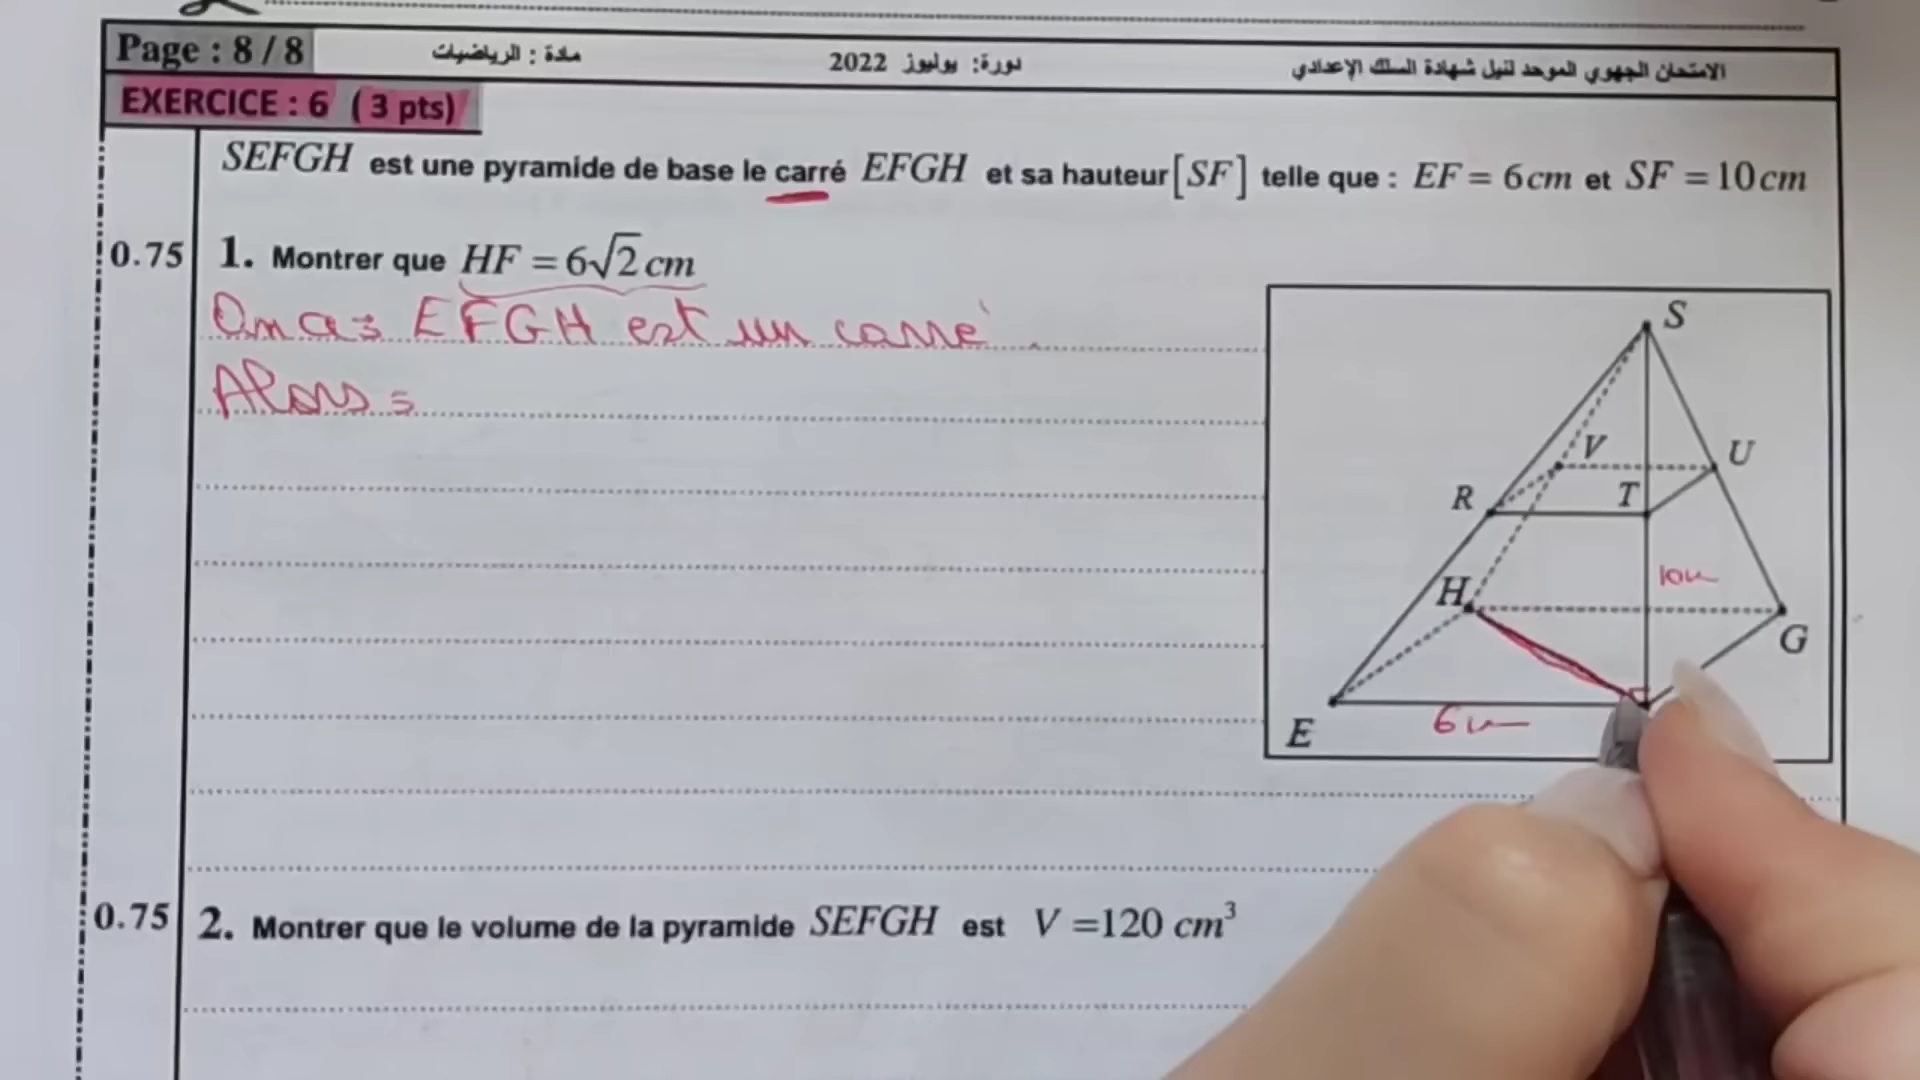 Page : 8 / 8
مادة : الرياضيات
دورة: يوليوز 2022
الامتحان الجهوي الموحد لنيل شهادة السلك الإعدادي
EXERCICE : 6 ( 3 pts)
SEFGH est une pyramide de base le carré EFGH et sa hauteur [SF] telle que : EF = 6cm et SF = 10cm
0.75 1. Montrer que HF = 6√2 cm
On a : EFGH est un carré .
Alors :
S
V
U
R
T
10cm
H
G
6cm
E
0.75 2. Montrer que le volume de la pyramide SEFGH est V =120 cm³